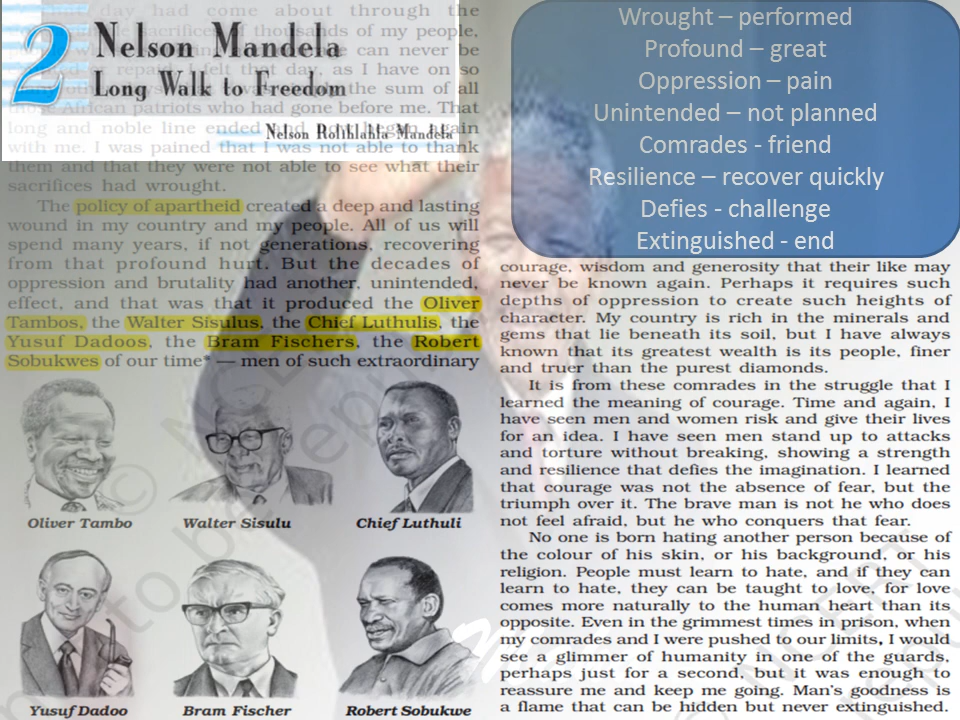 2
Nelson Mandela
Long Walk to Freedom
Nelson Rolihlahla Mandela
day had come about through the
sacrifices of thousands of my people,
can never be
repaid. I felt that day, as I have on so
the sum of all
African patriots who had gone before me. That
long and noble line ended and now began again
with me. I was pained that I was not able to thank
them and that they were not able to see what their
sacrifices had wrought.
The policy of apartheid created a deep and lasting
wound in my country and my people. All of us will
spend many years, if not generations, recovering
from that profound hurt. But the decades of
oppression and brutality had another, unintended,
effect, and that was that it produced the Oliver
Tambos, the Walter Sisulus, the Chief Luthulis, the
Yusuf Dadoos, the Bram Fischers, the Robert
Sobukwes of our time* — men of such extraordinary
Oliver Tambo
Walter Sisulu
Chief Luthuli
Yusuf Dadoo
Bram Fischer
Robert Sobukwe
Wrought – performed
Profound – great
Oppression – pain
Unintended – not planned
Comrades - friend
Resilience – recover quickly
Defies - challenge
Extinguished - end
courage, wisdom and generosity that their like may
never be known again. Perhaps it requires such
depths of oppression to create such heights of
character. My country is rich in the minerals and
gems that lie beneath its soil, but I have always
known that its greatest wealth is its people, finer
and truer than the purest diamonds.
It is from these comrades in the struggle that I
learned the meaning of courage. Time and again, I
have seen men and women risk and give their lives
for an idea. I have seen men stand up to attacks
and torture without breaking, showing a strength
and resilience that defies the imagination. I learned
that courage was not the absence of fear, but the
triumph over it. The brave man is not he who does
not feel afraid, but he who conquers that fear.
No one is born hating another person because of
the colour of his skin, or his background, or his
religion. People must learn to hate, and if they can
learn to hate, they can be taught to love, for love
comes more naturally to the human heart than its
opposite. Even in the grimmest times in prison, when
my comrades and I were pushed to our limits, I would
see a glimmer of humanity in one of the guards,
perhaps just for a second, but it was enough to
reassure me and keep me going. Man's goodness is
a flame that can be hidden but never extinguished.